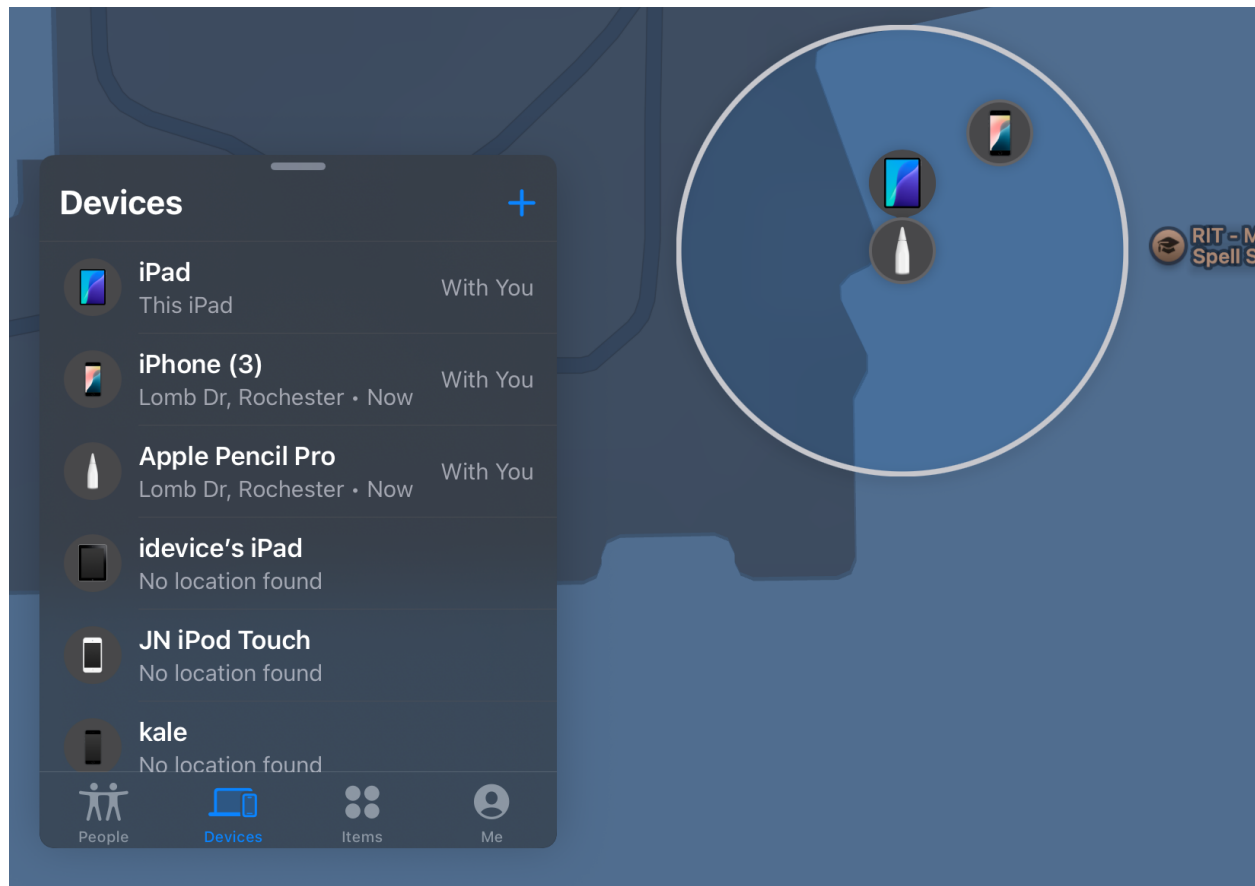 Devices
iPad
This iPad
With You
iPhone (3)
Lomb Dr, Rochester • Now
With You
Apple Pencil Pro
Lomb Dr, Rochester • Now
With You
idevice's iPad
No location found
JN iPod Touch
No location found
kale
No location found
People
Devices
Items
Me
RIT - M
Spell S